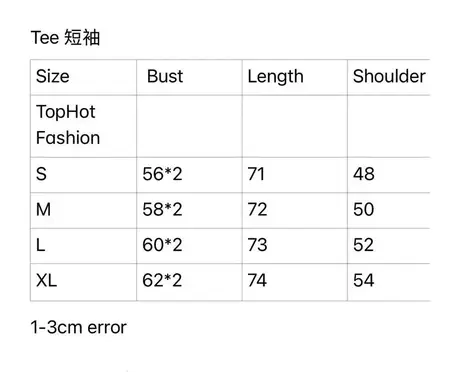 Tee 短袖
Size Bust Length Shoulder
TopHot
Fashion
S 56*2 71 48
M 58*2 72 50
L 60*2 73 52
XL 62*2 74 54
1-3cm error